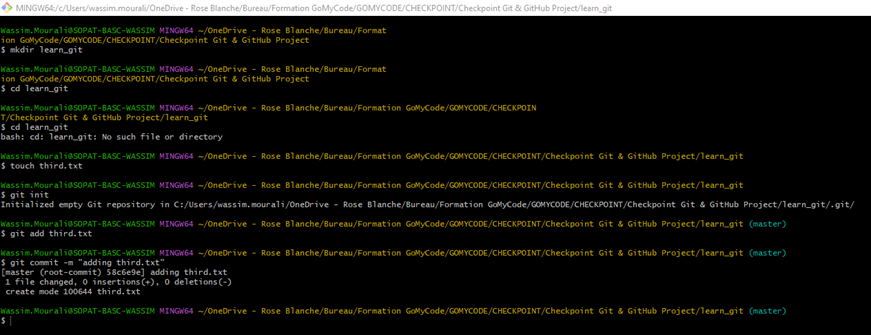 MINGW64:/c/Users/wassim.mourali/OneDrive - Rose Blanche/Bureau/Formation GoMyCode/GOMYCODE/CHECKPOINT/Checkpoint Git & GitHub Project/learn_git
Wassim.Mourali@SOPAT-BASC-WASSIM MINGW64 ~/OneDrive - Rose Blanche/Bureau/Format
ion GoMyCode/GOMYCODE/CHECKPOINT/Checkpoint Git & GitHub Project
$ mkdir learn_git
Wassim.Mourali@SOPAT-BASC-WASSIM MINGW64 ~/OneDrive - Rose Blanche/Bureau/Format
ion GoMyCode/GOMYCODE/CHECKPOINT/Checkpoint Git & GitHub Project
$ cd learn_git
Wassim.Mourali@SOPAT-BASC-WASSIM MINGW64 ~/OneDrive - Rose Blanche/Bureau/Formation GoMyCode/GOMYCODE/CHECKPOIN
T/Checkpoint Git & GitHub Project/learn_git
$ cd learn_git
bash: cd: learn_git: No such file or directory
Wassim.Mourali@SOPAT-BASC-WASSIM MINGW64 ~/OneDrive - Rose Blanche/Bureau/Formation GoMyCode/GOMYCODE/CHECKPOINT/Checkpoint Git & GitHub Project/learn_git
$ touch third.txt
Wassim.Mourali@SOPAT-BASC-WASSIM MINGW64 ~/OneDrive - Rose Blanche/Bureau/Formation GoMyCode/GOMYCODE/CHECKPOINT/Checkpoint Git & GitHub Project/learn_git
$ git init
Initialized empty Git repository in C:/Users/wassim.mourali/OneDrive - Rose Blanche/Bureau/Formation GoMyCode/GOMYCODE/CHECKPOINT/Checkpoint Git & GitHub Project/learn_git/.git/
Wassim.Mourali@SOPAT-BASC-WASSIM MINGW64 ~/OneDrive - Rose Blanche/Bureau/Formation GoMyCode/GOMYCODE/CHECKPOINT/Checkpoint Git & GitHub Project/learn_git (master)
$ git add third.txt
Wassim.Mourali@SOPAT-BASC-WASSIM MINGW64 ~/OneDrive - Rose Blanche/Bureau/Formation GoMyCode/GOMYCODE/CHECKPOINT/Checkpoint Git & GitHub Project/learn_git (master)
$ git commit -m "adding third.txt"
[master (root-commit) 58c6e9e] adding third.txt
 1 file changed, 0 insertions(+), 0 deletions(-)
 create mode 100644 third.txt
Wassim.Mourali@SOPAT-BASC-WASSIM MINGW64 ~/OneDrive - Rose Blanche/Bureau/Formation GoMyCode/GOMYCODE/CHECKPOINT/Checkpoint Git & GitHub Project/learn_git (master)
$